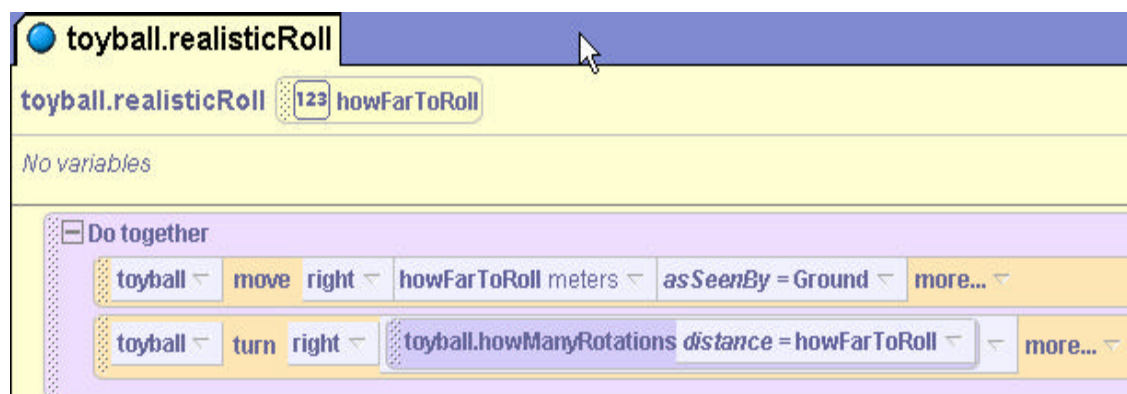 toyball.realisticRoll
toyball.realisticRoll 123 howFarToRoll
No variables
Do together
toyball move right howFarToRoll meters asSeenBy = Ground more...
toyball turn right toyball.howManyRotations distance = howFarToRoll more...